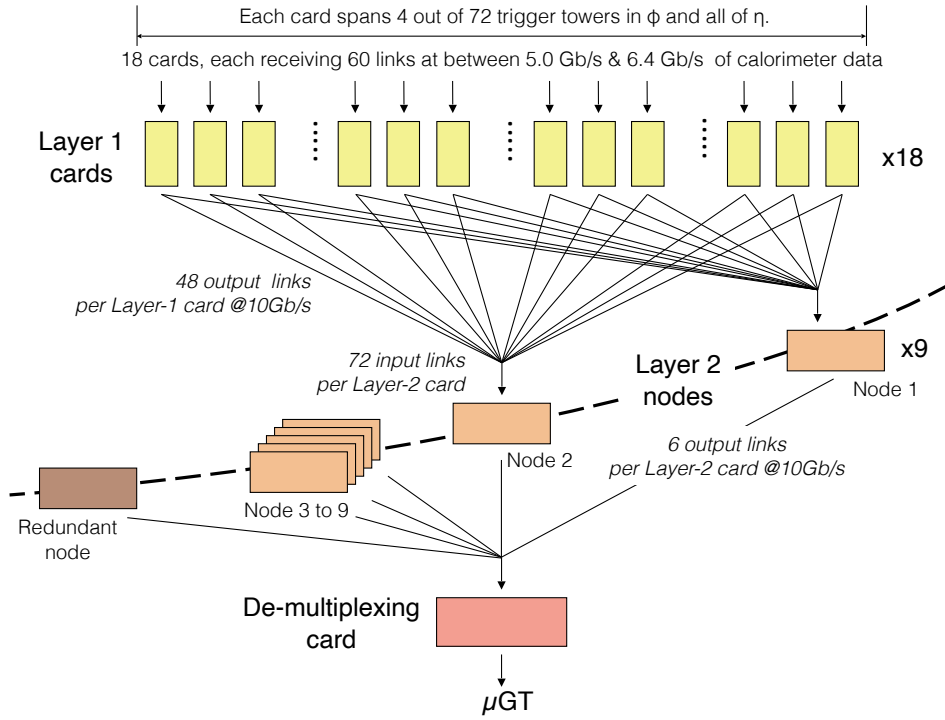 Each card spans 4 out of 72 trigger towers in ϕ and all of η.
18 cards, each receiving 60 links at between 5.0 Gb/s & 6.4 Gb/s of calorimeter data
Layer 1
cards
x18
48 output links
per Layer-1 card @10Gb/s
72 input links
per Layer-2 card
Layer 2
nodes
x9
Node 1
6 output links
per Layer-2 card @10Gb/s
Node 2
Node 3 to 9
Redundant
node
De-multiplexing
card
μGT